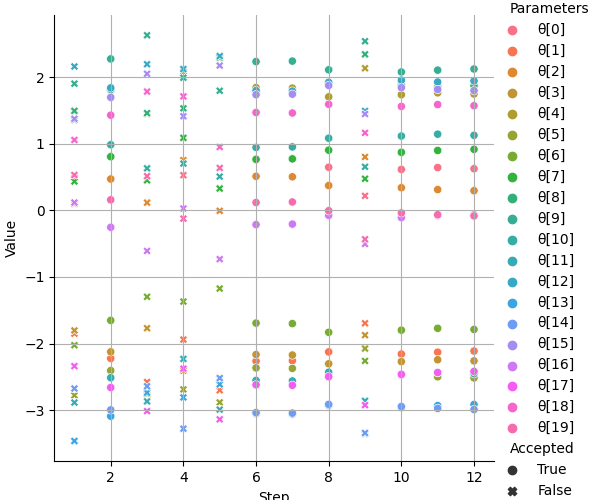 Parameters
θ[0]
θ[1]
θ[2]
θ[3]
θ[4]
θ[5]
θ[6]
θ[7]
θ[8]
θ[9]
θ[10]
θ[11]
θ[12]
θ[13]
θ[14]
θ[15]
θ[16]
θ[17]
θ[18]
θ[19]
Accepted
True
False
Value
2
1
0
−1
−2
−3
2
4
6
8
10
12
Step